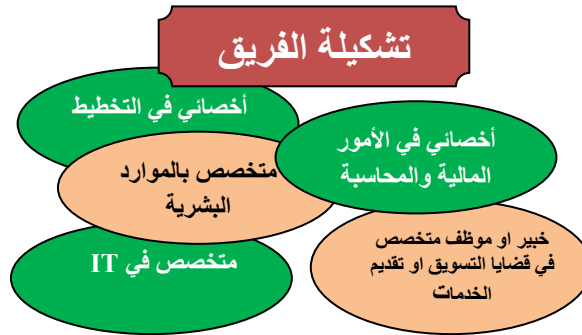 تشكيلة الفريق
أخصائي في التخطيط
أخصائي في الأمور
المالية والمحاسبة
متخصص بالموارد
البشرية
خبير او موظف متخصص
في قضايا التسويق او تقديم
الخدمات
متخصص في IT